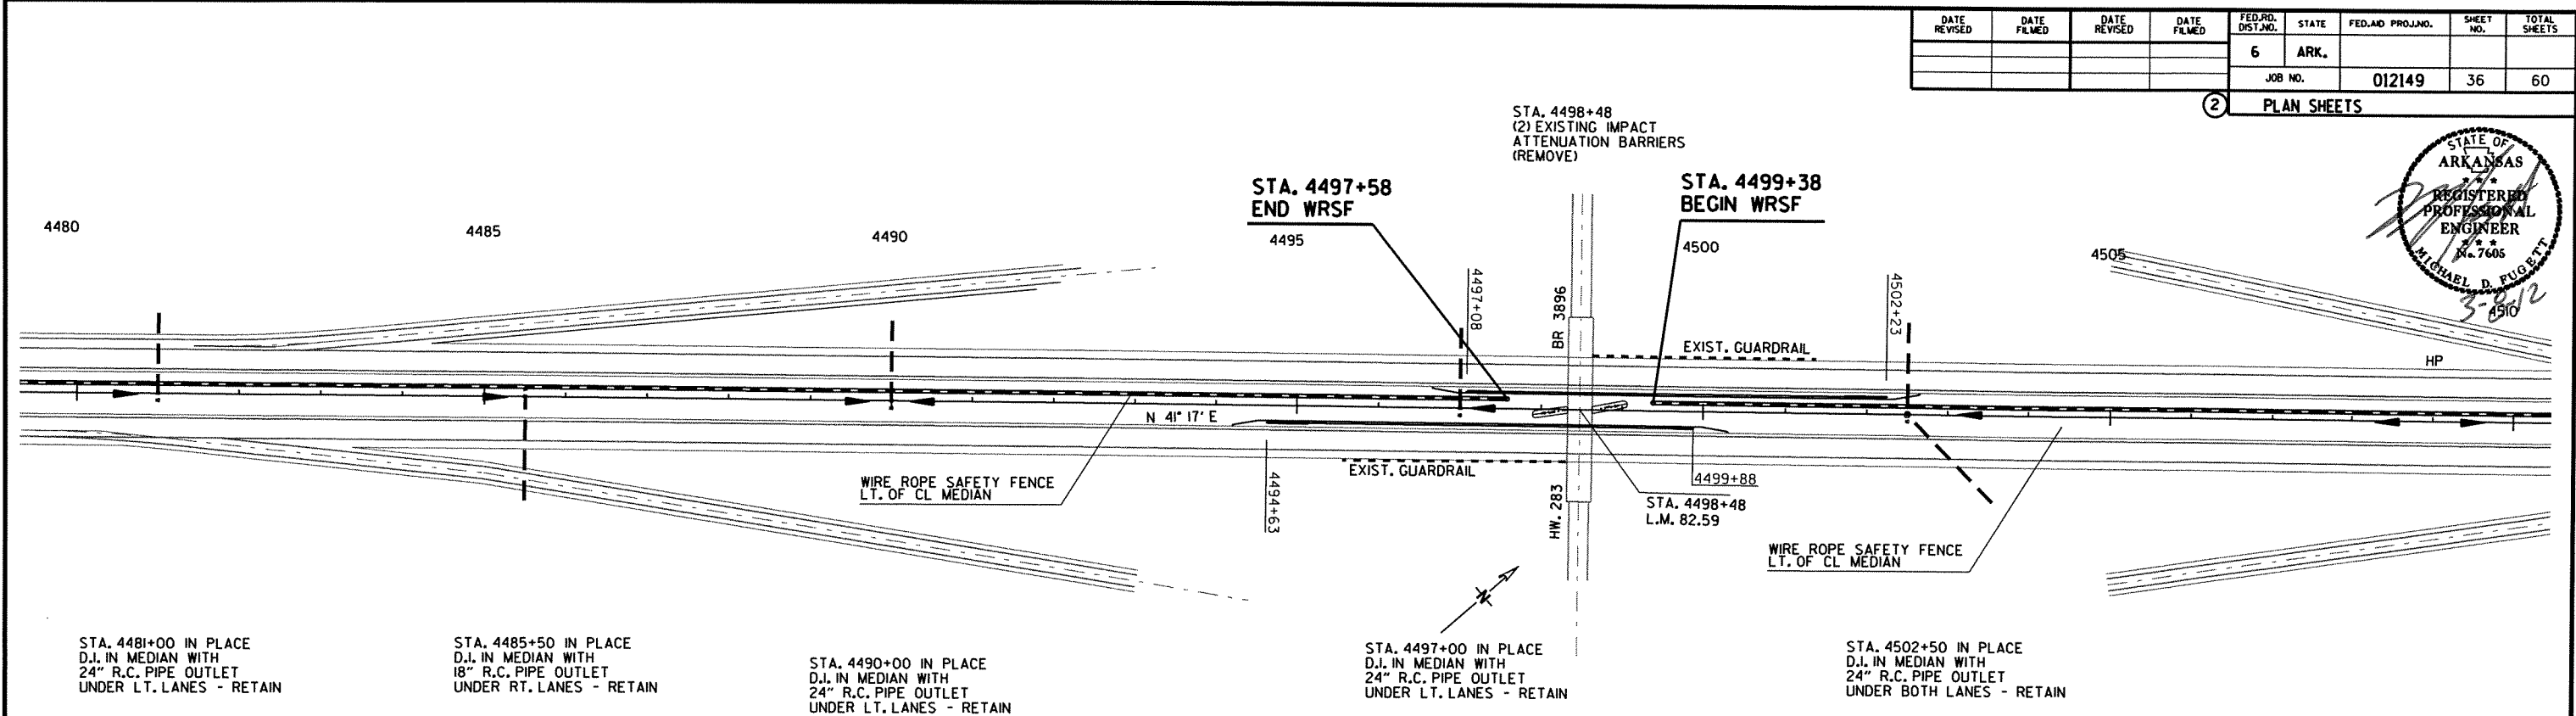 DATE REVISED
DATE FILMED
DATE REVISED
DATE FILMED
FED.RD. DIST.NO.
STATE
FED.AID PROJ.NO.
SHEET NO.
TOTAL SHEETS
6
ARK.
JOB NO.
012149
36
60
2
PLAN SHEETS
STATE OF
ARKANSAS
★ ★ ★
REGISTERED
PROFESSIONAL
ENGINEER
★ ★ ★
No. 7605
MICHAEL D. FUGETT
3-8-12
STA. 4498+48
(2) EXISTING IMPACT
ATTENUATION BARRIERS
(REMOVE)
STA. 4497+58
END WRSF
STA. 4499+38
BEGIN WRSF
4480
4485
4490
4495
4500
4505
4510
4497+08
BR 3896
4502+23
EXIST. GUARDRAIL
HP
N 41° 17' E
WIRE ROPE SAFETY FENCE
LT. OF CL MEDIAN
4494+63
EXIST. GUARDRAIL
HW. 283
4499+88
STA. 4498+48
L.M. 82.59
WIRE ROPE SAFETY FENCE
LT. OF CL MEDIAN
N
STA. 4481+00 IN PLACE
D.I. IN MEDIAN WITH
24" R.C. PIPE OUTLET
UNDER LT. LANES - RETAIN
STA. 4485+50 IN PLACE
D.I. IN MEDIAN WITH
18" R.C. PIPE OUTLET
UNDER RT. LANES - RETAIN
STA. 4490+00 IN PLACE
D.I. IN MEDIAN WITH
24" R.C. PIPE OUTLET
UNDER LT. LANES - RETAIN
STA. 4497+00 IN PLACE
D.I. IN MEDIAN WITH
24" R.C. PIPE OUTLET
UNDER LT. LANES - RETAIN
STA. 4502+50 IN PLACE
D.I. IN MEDIAN WITH
24" R.C. PIPE OUTLET
UNDER BOTH LANES - RETAIN